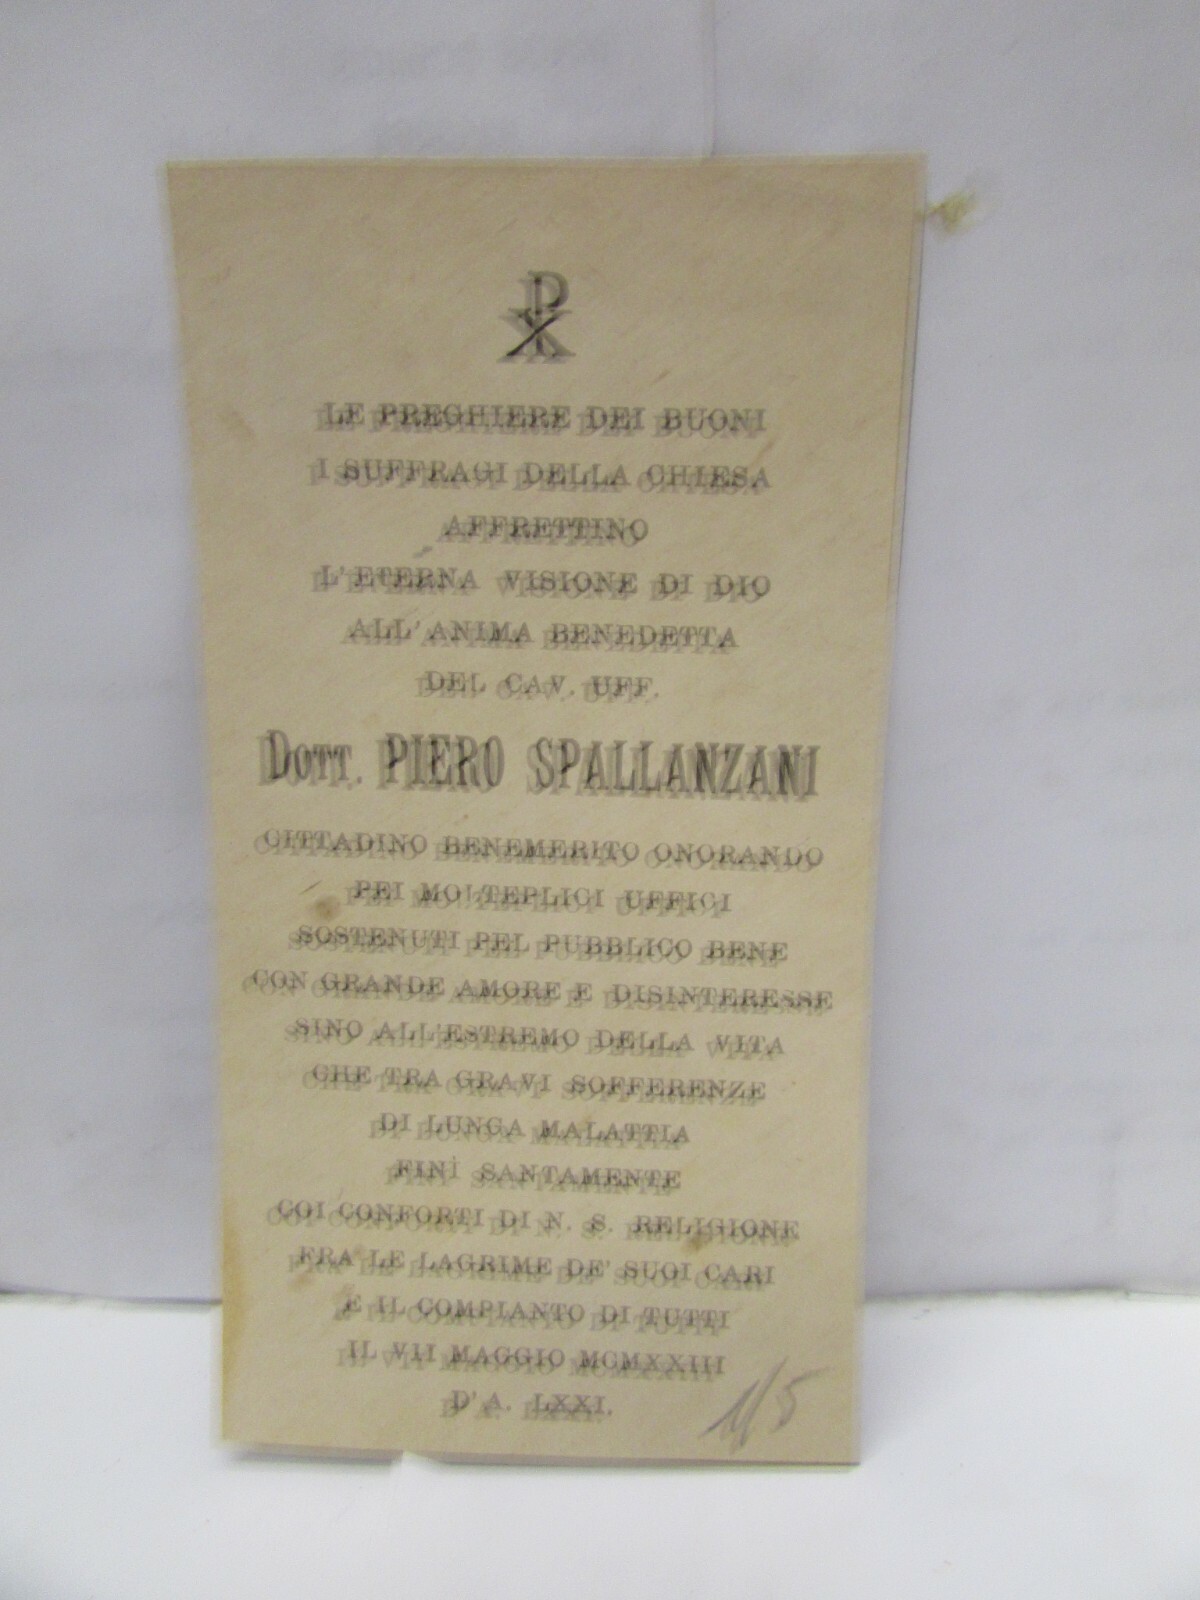 LE PREGHIERE DEI BUONI
I SUFFRAGI DELLA CHIESA
AFFRETTINO
L'ETERNA VISIONE DI DIO
ALL'ANIMA BENEDETTA
DEL CAV. UFF.
DOTT. PIERO SPALLANZANI
CITTADINO BENEMERITO ONORANDO
PEI MOLTEPLICI UFFICI
SOSTENUTI PEL PUBBLICO BENE
CON GRANDE AMORE E DISINTERESSE
SINO ALL'ESTREMO DELLA VITA
CHE TRA GRAVI SOFFERENZE
DI LUNGA MALATTIA
FINÌ SANTAMENTE
COI CONFORTI DI N. S. RELIGIONE
FRA LE LAGRIME DE' SUOI CARI
E IL COMPIANTO DI TUTTI
IL VII MAGGIO MCMXXIII
D'A. LXXI.